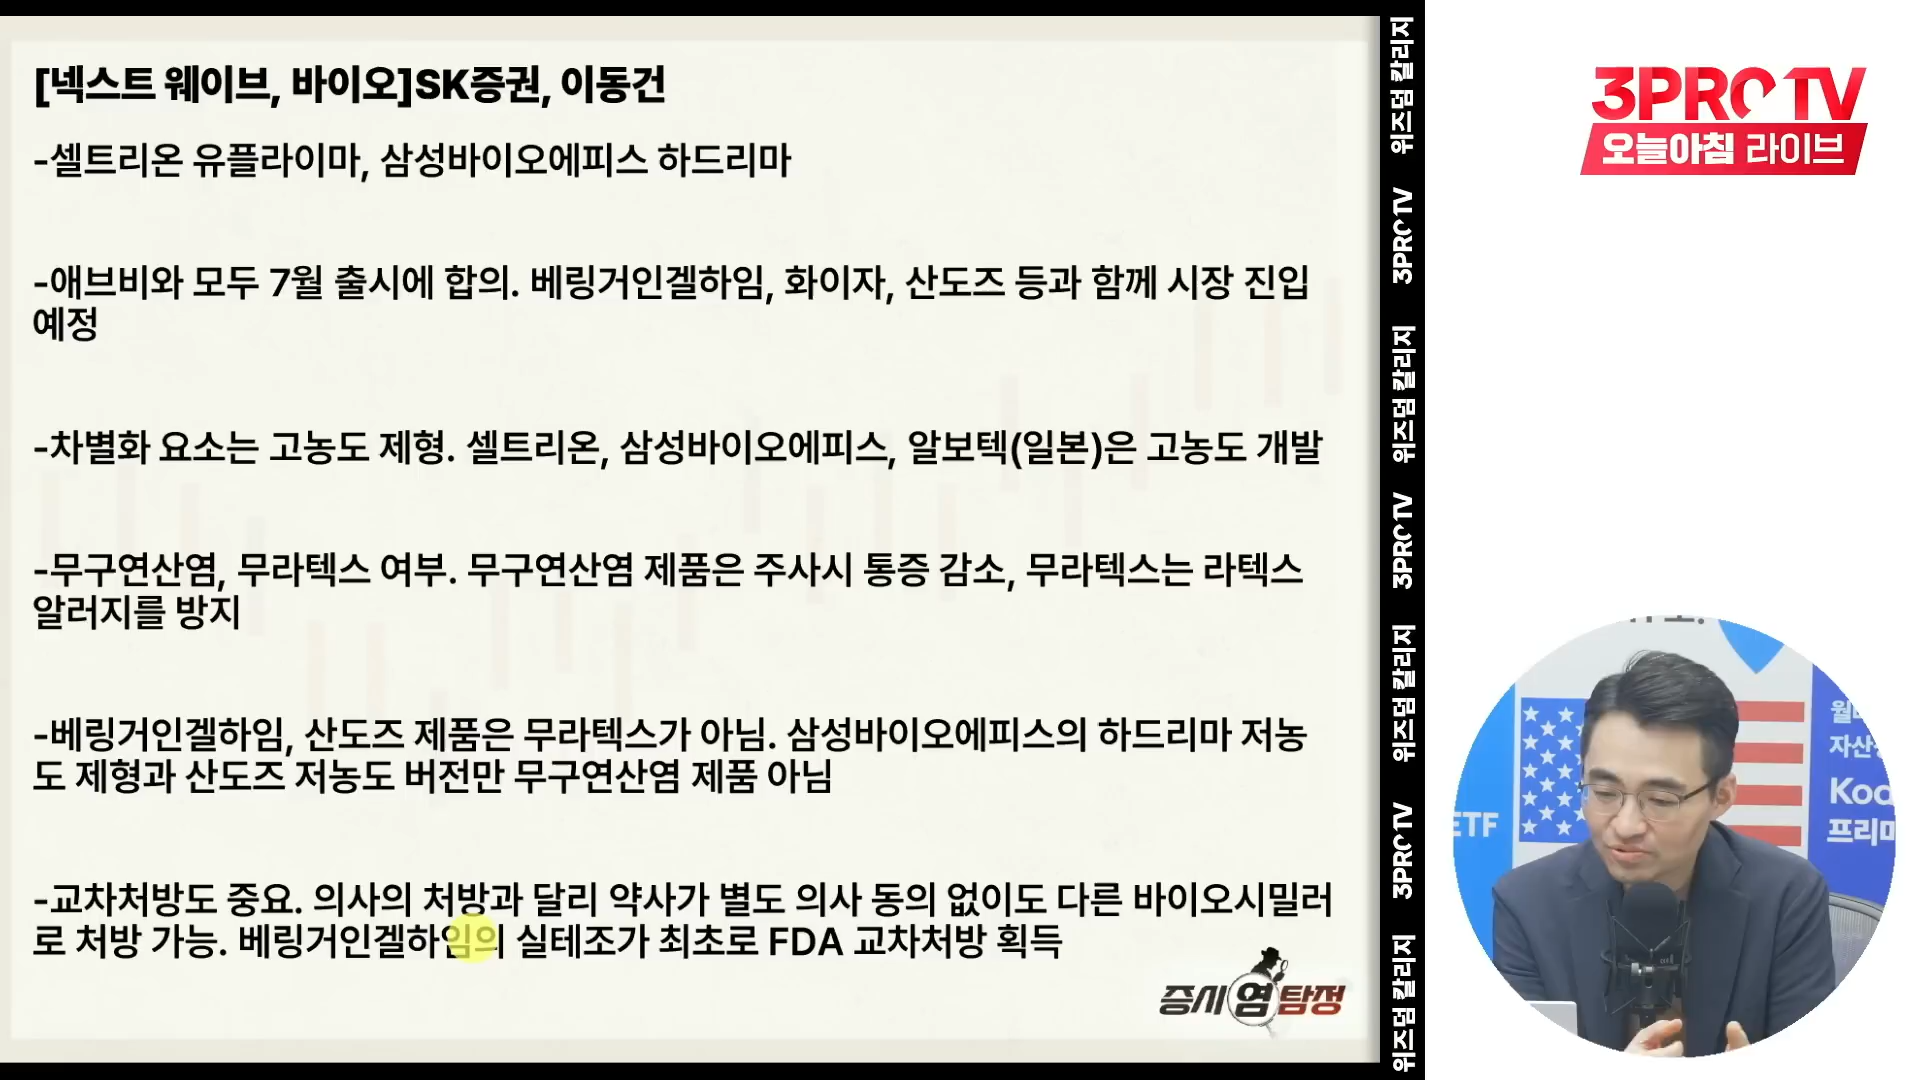 [넥스트 웨이브, 바이오]SK증권, 이동건
-셀트리온 유플라이마, 삼성바이오에피스 하드리마
-애브비와 모두 7월 출시에 합의. 베링거인겔하임, 화이자, 산도즈 등과 함께 시장 진입
예정
-차별화 요소는 고농도 제형. 셀트리온, 삼성바이오에피스, 알보텍(일본)은 고농도 개발
-무구연산염, 무라텍스 여부. 무구연산염 제품은 주사시 통증 감소, 무라텍스는 라텍스
알러지를 방지
-베링거인겔하임, 산도즈 제품은 무라텍스가 아님. 삼성바이오에피스의 하드리마 저농
도 제형과 산도즈 저농도 버전만 무구연산염 제품 아님
-교차처방도 중요. 의사의 처방과 달리 약사가 별도 의사 동의 없이도 다른 바이오시밀러
로 처방 가능. 베링거인겔하임의 실테조가 최초로 FDA 교차처방 획득
증시 염 탐정
위즈덤 칼리지
3PRO TV
위즈덤 칼리지
3PRO TV
위즈덤 칼리지
3PRO TV
위즈덤 칼리지
3PRO TV
오늘아침 라이브
ETF
자산
프리미